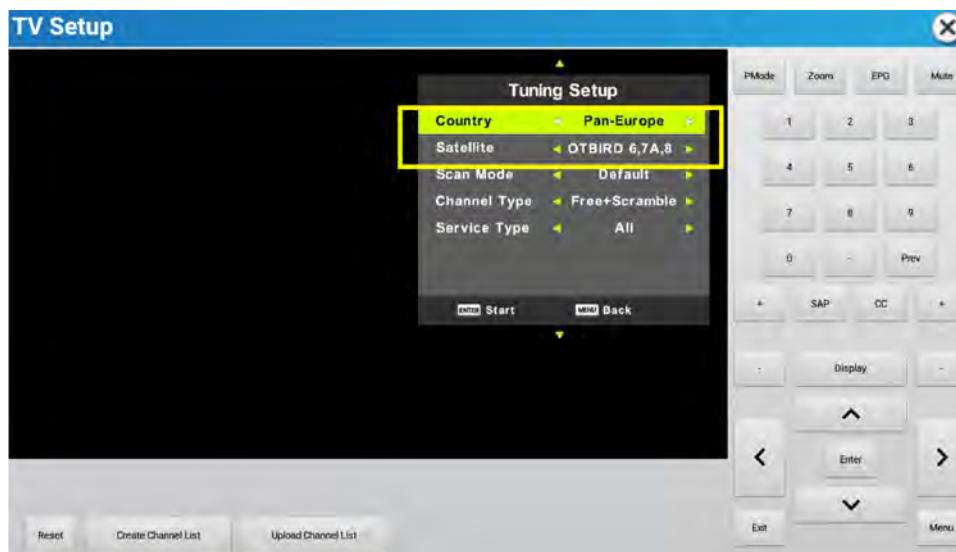 TV Setup
Tuning Setup
Country Pan-Europe
Satellite OTBIRD 6,7A,8
Scan Mode Default
Channel Type Free+Scramble
Service Type All
ENTER Start MENU Back
PMode Zoom EPG Mute
1 2 3
4 5 6
7 8 9
0 - Prev
+ SAP CC +
- Display -
Enter
Exit Menu
Reset Create Channel List Upload Channel List